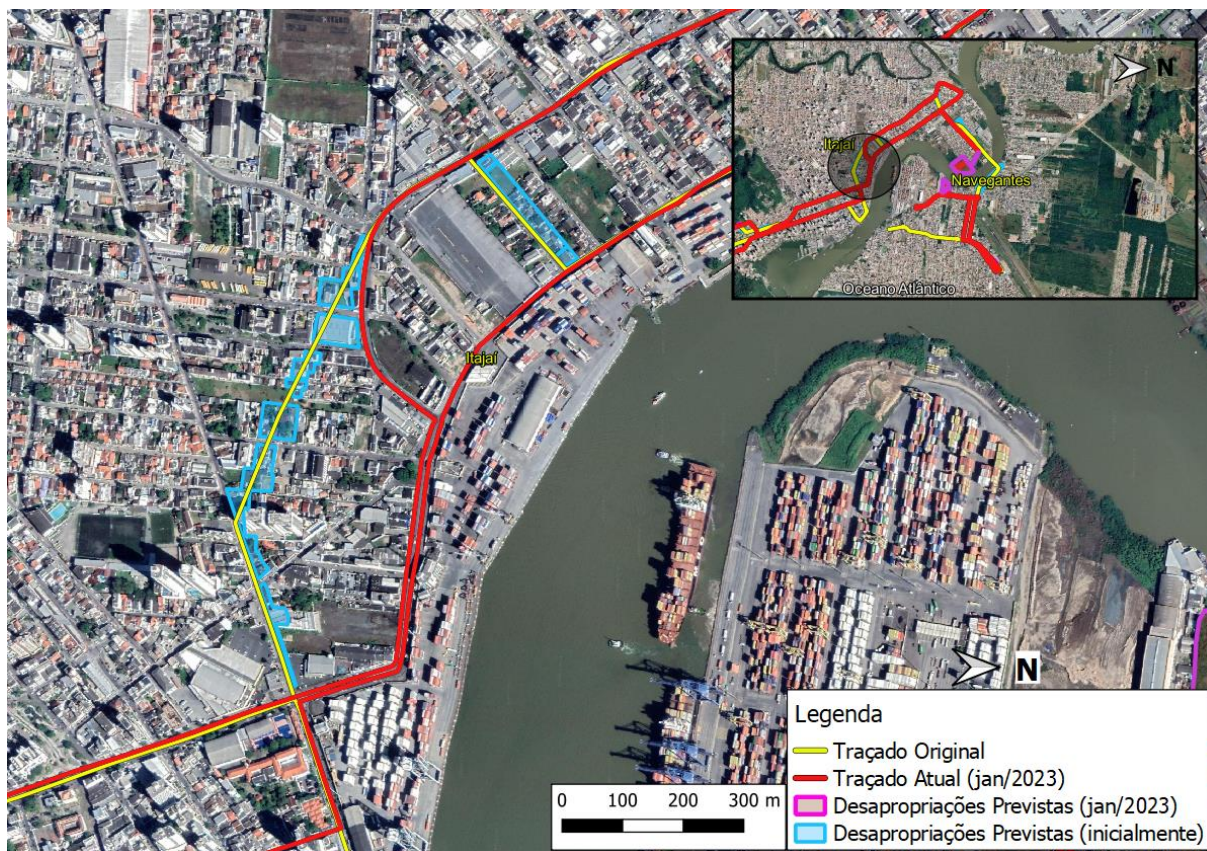 N
Itajaí
Navegantes
Oceano Atlântico
Itajaí
N
Legenda
Traçado Original
Traçado Atual (jan/2023)
Desapropriações Previstas (jan/2023)
Desapropriações Previstas (inicialmente)
0 100 200 300 m